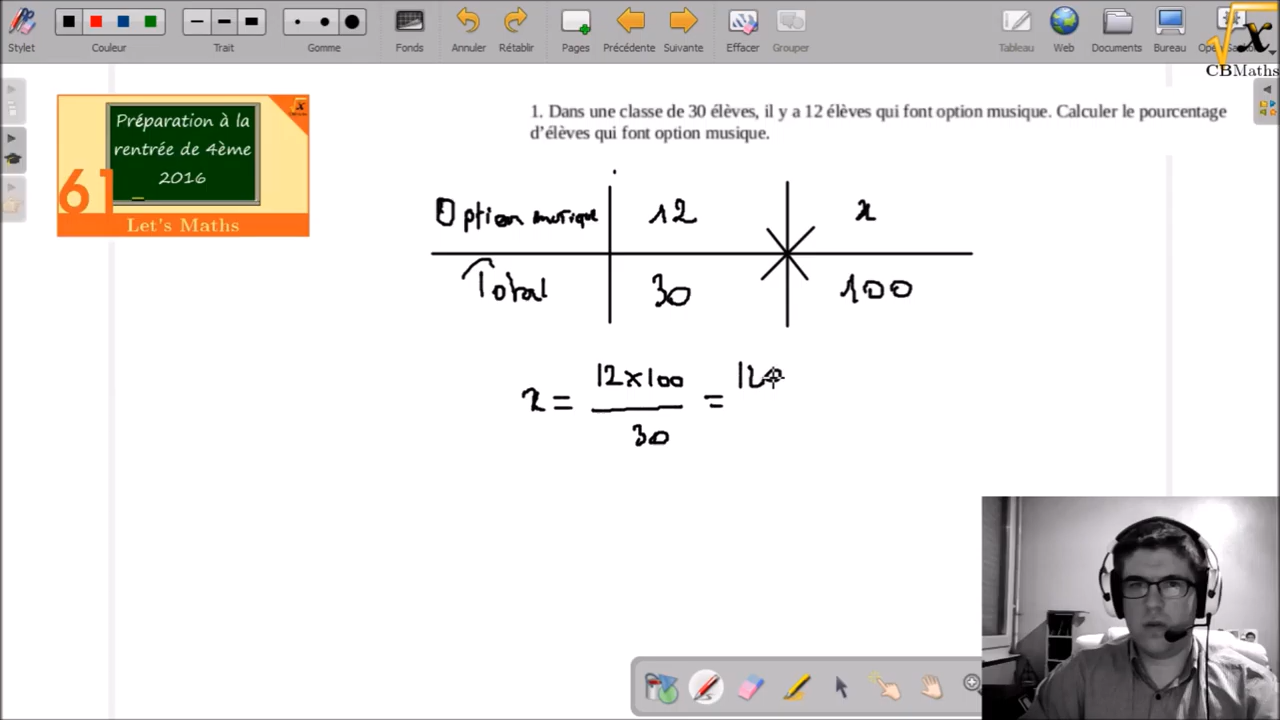 Stylet
Couleur
Trait
Gomme
Fonds
Annuler
Rétablir
Pages
Précédente
Suivante
Effacer
Grouper
Tableau
Web
Documents
Bureau
CBMaths
Préparation à la
rentrée de 4ème
2016
61
Let's Maths
1. Dans une classe de 30 élèves, il y a 12 élèves qui font option musique. Calculer le pourcentage
d'élèves qui font option musique.
Option musique 12 x
Total 30 100
x = 12 x 100 / 30 =